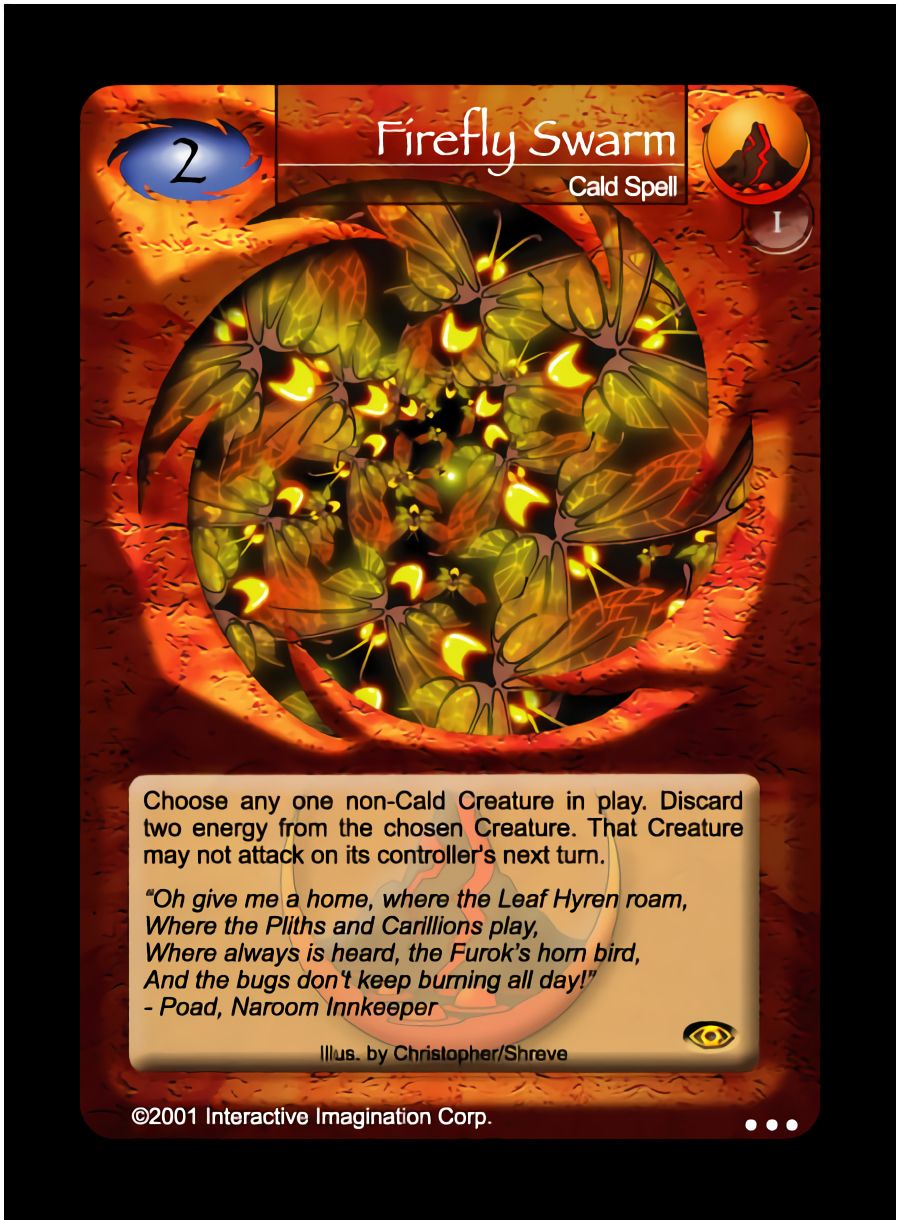 2
Firefly Swarm
Cald Spell
I
Choose any one non-Cald Creature in play. Discard
two energy from the chosen Creature. That Creature
may not attack on its controller's next turn.
“Oh give me a home, where the Leaf Hyren roam,
Where the Pliths and Carillions play,
Where always is heard, the Furok’s horn bird,
And the bugs don’t keep burning all day!”
- Poad, Naroom Innkeeper
Illus. by Christopher/Shreve
©2001 Interactive Imagination Corp.